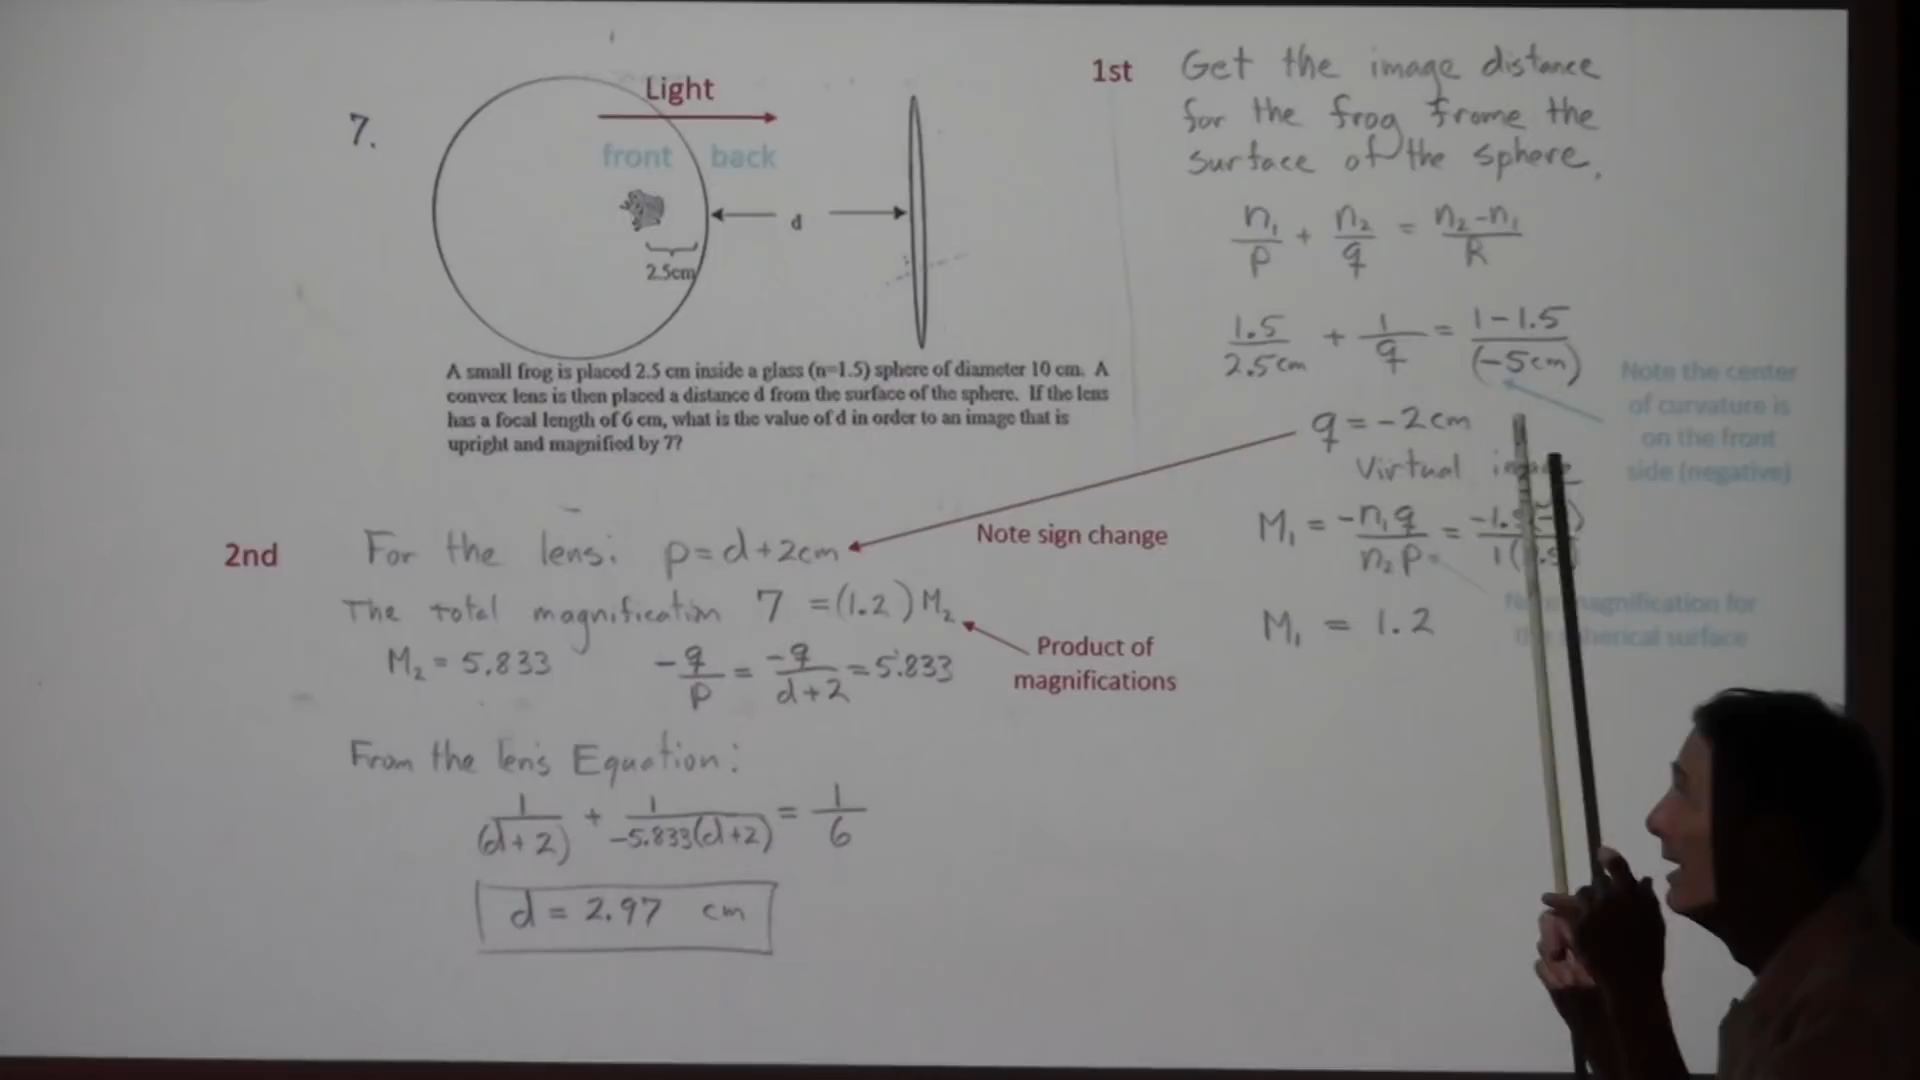 7.
Light
front back
d
2.5cm
A small frog is placed 2.5 cm inside a glass (n=1.5) sphere of diameter 10 cm. A
convex lens is then placed a distance d from the surface of the sphere. If the lens
has a focal length of 6 cm, what is the value of d in order to an image that is
upright and magnified by 7?
1st Get the image distance
for the frog frome the
surface of the sphere.
n₁/p + n₂/q = n₂-n₁/R
1.5/2.5cm + 1/q = 1-1.5/(-5cm)
Note the center
of curvature is
on the front
side (negative)
q = -2cm
Virtual
M₁ = -n₁q/n₂p =
M₁ = 1.2
magnification for
spherical surface
2nd For the lens: p = d+2cm
Note sign change
The total magnification 7 = (1.2) M₂
Product of
magnifications
M₂ = 5.833 -q/p = -q/d+2 = 5.833
From the lens Equation:
1/(d+2) + 1/-5.833(d+2) = 1/6
d = 2.97 cm